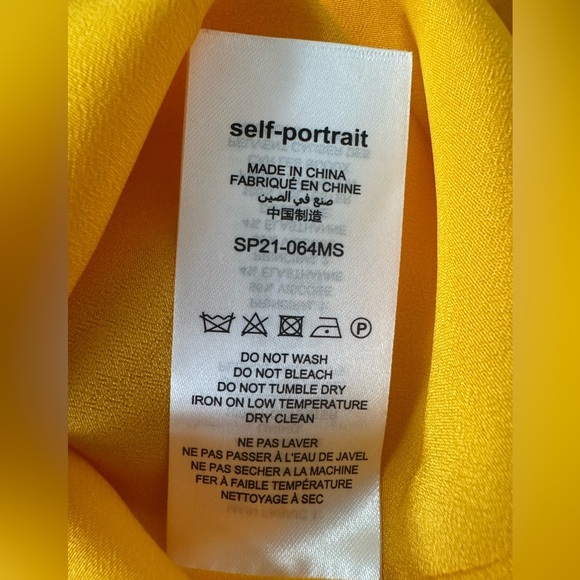 self-portrait
MADE IN CHINA
FABRIQUÉ EN CHINE
صنع في الصين
中国制造
SP21-064MS
DO NOT WASH
DO NOT BLEACH
DO NOT TUMBLE DRY
IRON ON LOW TEMPERATURE
DRY CLEAN
NE PAS LAVER
NE PAS PASSER À L'EAU DE JAVEL
NE PAS SECHER A LA MACHINE
FER À FAIBLE TEMPÉRATURE
NETTOYAGE À SEC